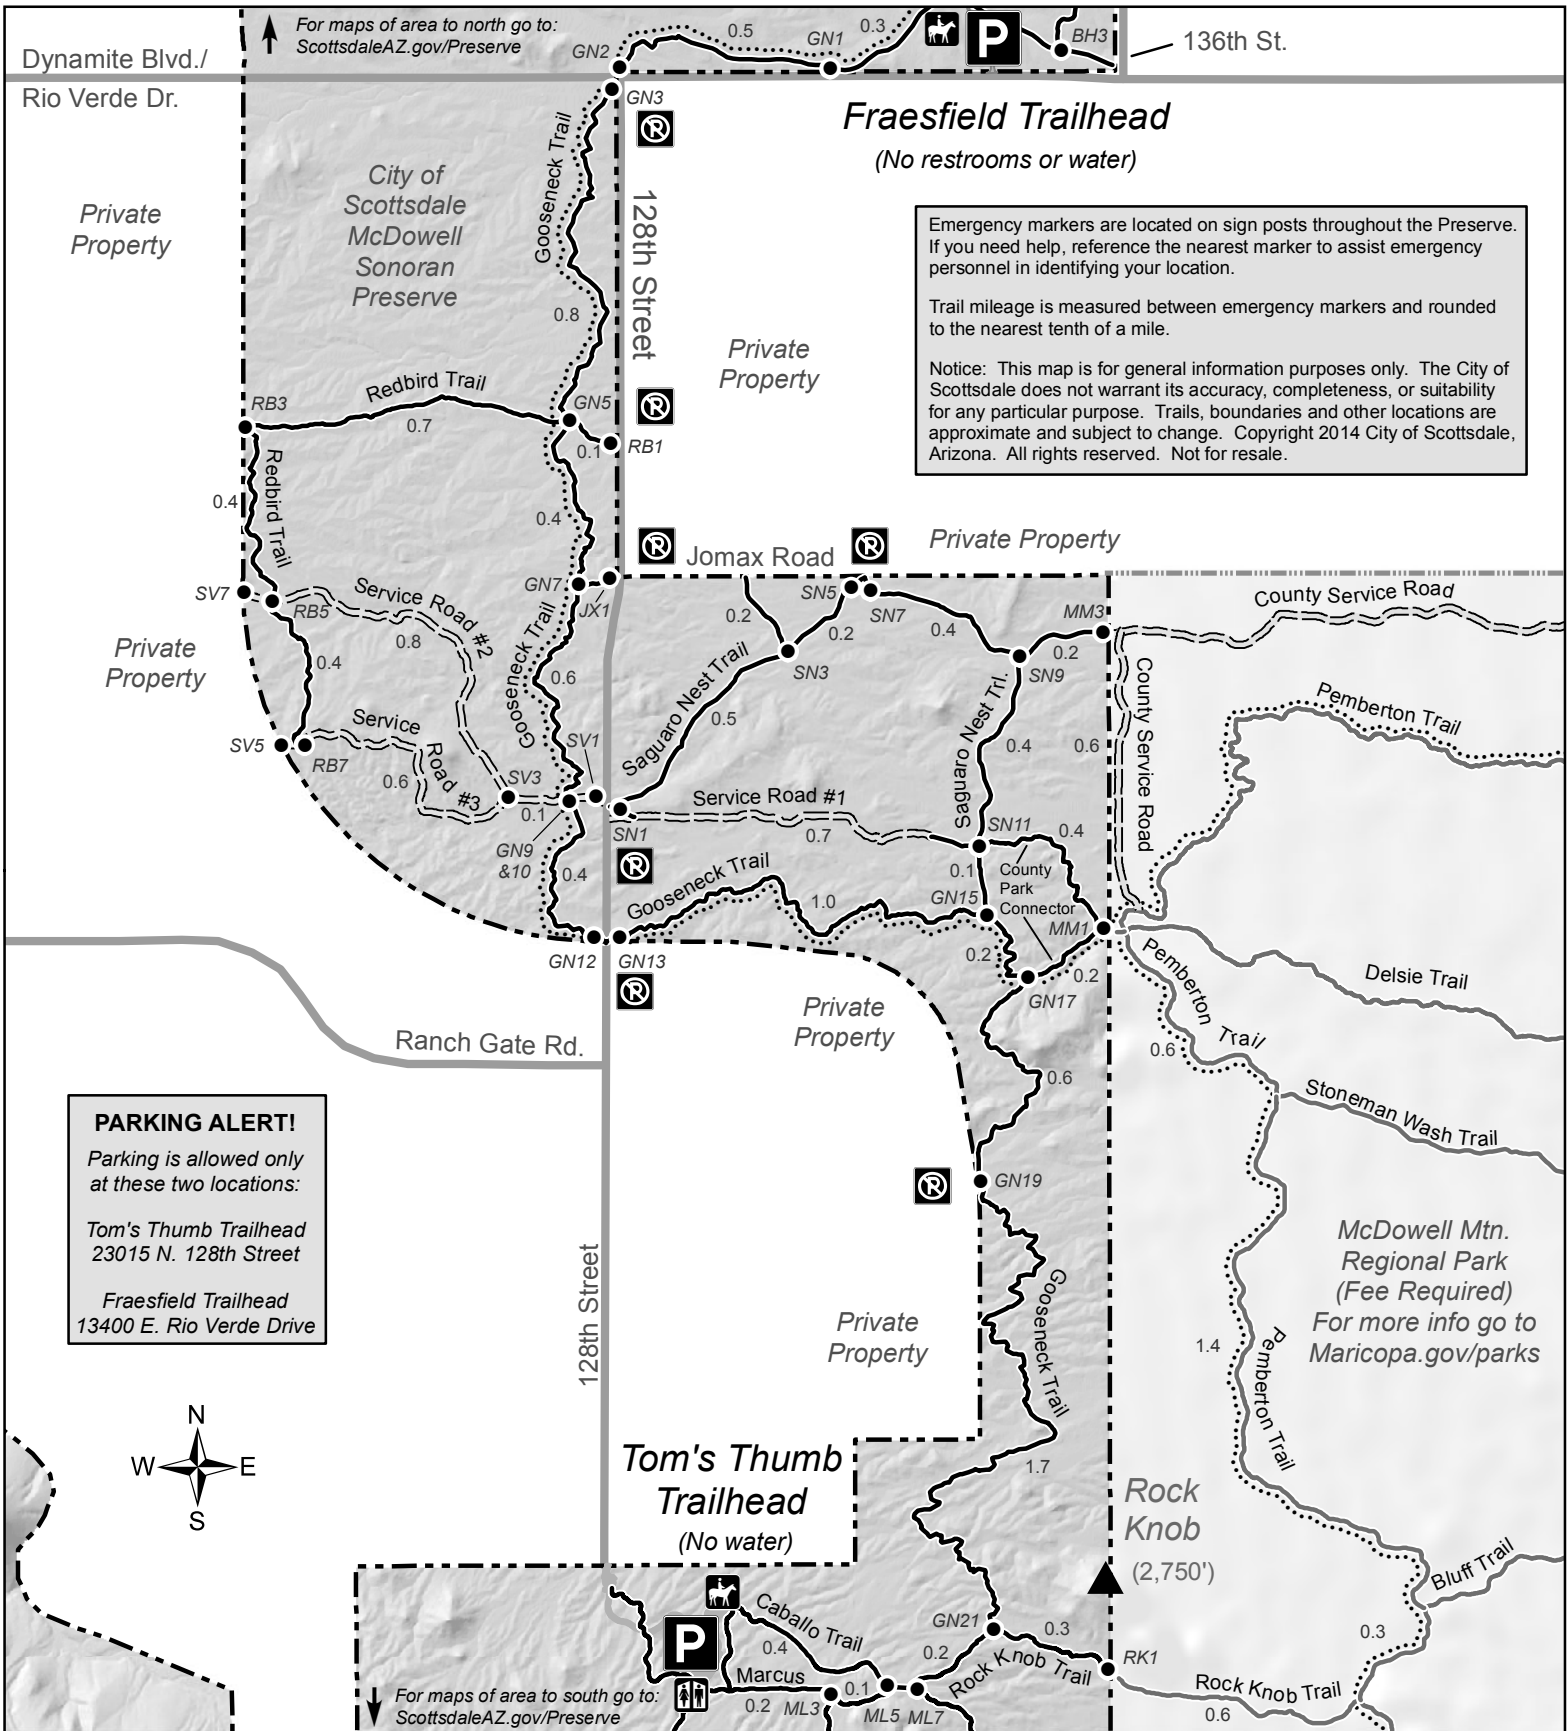 For maps of area to north go to:
ScottsdaleAZ.gov/Preserve
GN2
0.5
GN1
0.3
P
BH3
136th St.
Dynamite Blvd./
Rio Verde Dr.
GN3
Fraesfield Trailhead
(No restrooms or water)
Gooseneck Trail
City of
Scottsdale
McDowell
Sonoran
Preserve
Private
Property
128th Street
Emergency markers are located on sign posts throughout the Preserve.
If you need help, reference the nearest marker to assist emergency
personnel in identifying your location.
Trail mileage is measured between emergency markers and rounded
to the nearest tenth of a mile.
Notice: This map is for general information purposes only. The City of
Scottsdale does not warrant its accuracy, completeness, or suitability
for any particular purpose. Trails, boundaries and other locations are
approximate and subject to change. Copyright 2014 City of Scottsdale,
Arizona. All rights reserved. Not for resale.
0.8
Private
Property
Redbird Trail
RB3
0.7
GN5
0.1
RB1
0.4
Redbird Trail
0.4
Jomax Road
Private Property
SV7
RB5
Service Road #2
0.8
GN7
JX1
0.2
SN5
SN7
0.2
0.4
MM3
0.2
County Service Road
Private
Property
0.4
Gooseneck Trail
0.6
Saguaro Nest Trail
SN3
SN9
0.5
Saguaro Nest Trl.
0.4
0.6
County Service Road
Pemberton Trail
SV5
RB7
Service
Road #3
0.6
SV3
0.1
SV1
SN1
Service Road #1
0.7
SN11
0.4
GN9
&10
0.4
Gooseneck Trail
1.0
0.1
GN15
County
Park
Connector
MM1
GN12
GN13
0.2
0.2
GN17
Pemberton
Trail
0.6
Delsie Trail
Private
Property
Ranch Gate Rd.
0.6
Stoneman Wash Trail
PARKING ALERT!
Parking is allowed only
at these two locations:
Tom's Thumb Trailhead
23015 N. 128th Street
Fraesfield Trailhead
13400 E. Rio Verde Drive
GN19
128th Street
Gooseneck Trail
Private
Property
McDowell Mtn.
Regional Park
(Fee Required)
For more info go to
Maricopa.gov/parks
1.4
Pemberton Trail
N
W
E
S
Tom's Thumb
Trailhead
(No water)
1.7
Rock
Knob
(2,750')
Bluff Trail
P
Caballo Trail
0.4
Marcus
0.2
ML3
0.1
ML5
ML7
GN21
0.2
0.3
Rock Knob Trail
RK1
0.3
Rock Knob Trail
0.6
For maps of area to south go to:
ScottsdaleAZ.gov/Preserve